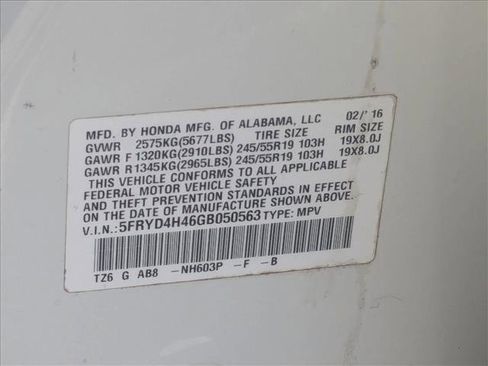 MFD. BY HONDA MFG. OF ALABAMA, LLC 02/'16
GVWR 2575KG(5677LBS) TIRE SIZE RIM SIZE
GAWR F 1320KG(2910LBS) 245/55R19 103H 19X8.0J
GAWR R 1345KG(2965LBS) 245/55R19 103H 19X8.0J
THIS VEHICLE CONFORMS TO ALL APPLICABLE
FEDERAL MOTOR VEHICLE SAFETY
AND THEFT PREVENTION STANDARDS IN EFFECT
ON THE DATE OF MANUFACTURE SHOWN ABOVE.
V.I.N.: 5FRYD4H46GB050563 TYPE: MPV
TZ6 G AB8 -NH603P -F -B